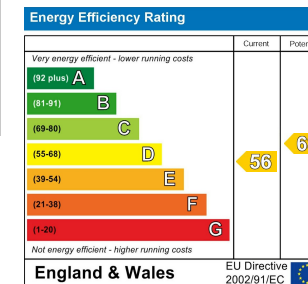 Energy Efficiency Rating
Current
Very energy efficient - lower running costs
(92 plus) A
(81-91) B
(69-80) C
(55-68) D
56
(39-54) E
(21-38) F
(1-20) G
Not energy efficient - higher running costs
England & Wales
EU Directive
2002/91/EC